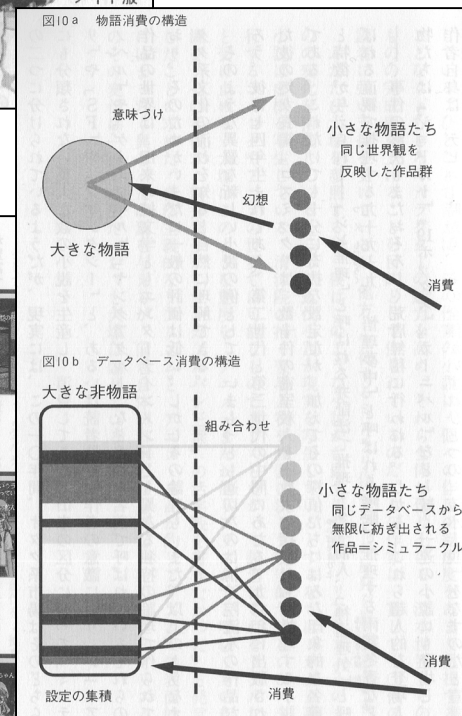 図10a 物語消費の構造
意味づけ
小さな物語たち
同じ世界観を
反映した作品群
幻想
大きな物語
消費
図10b データベース消費の構造
大きな非物語
組み合わせ
小さな物語たち
同じデータベースから
無限に紡ぎ出される
作品=シミュラークル
消費
設定の集積
消費